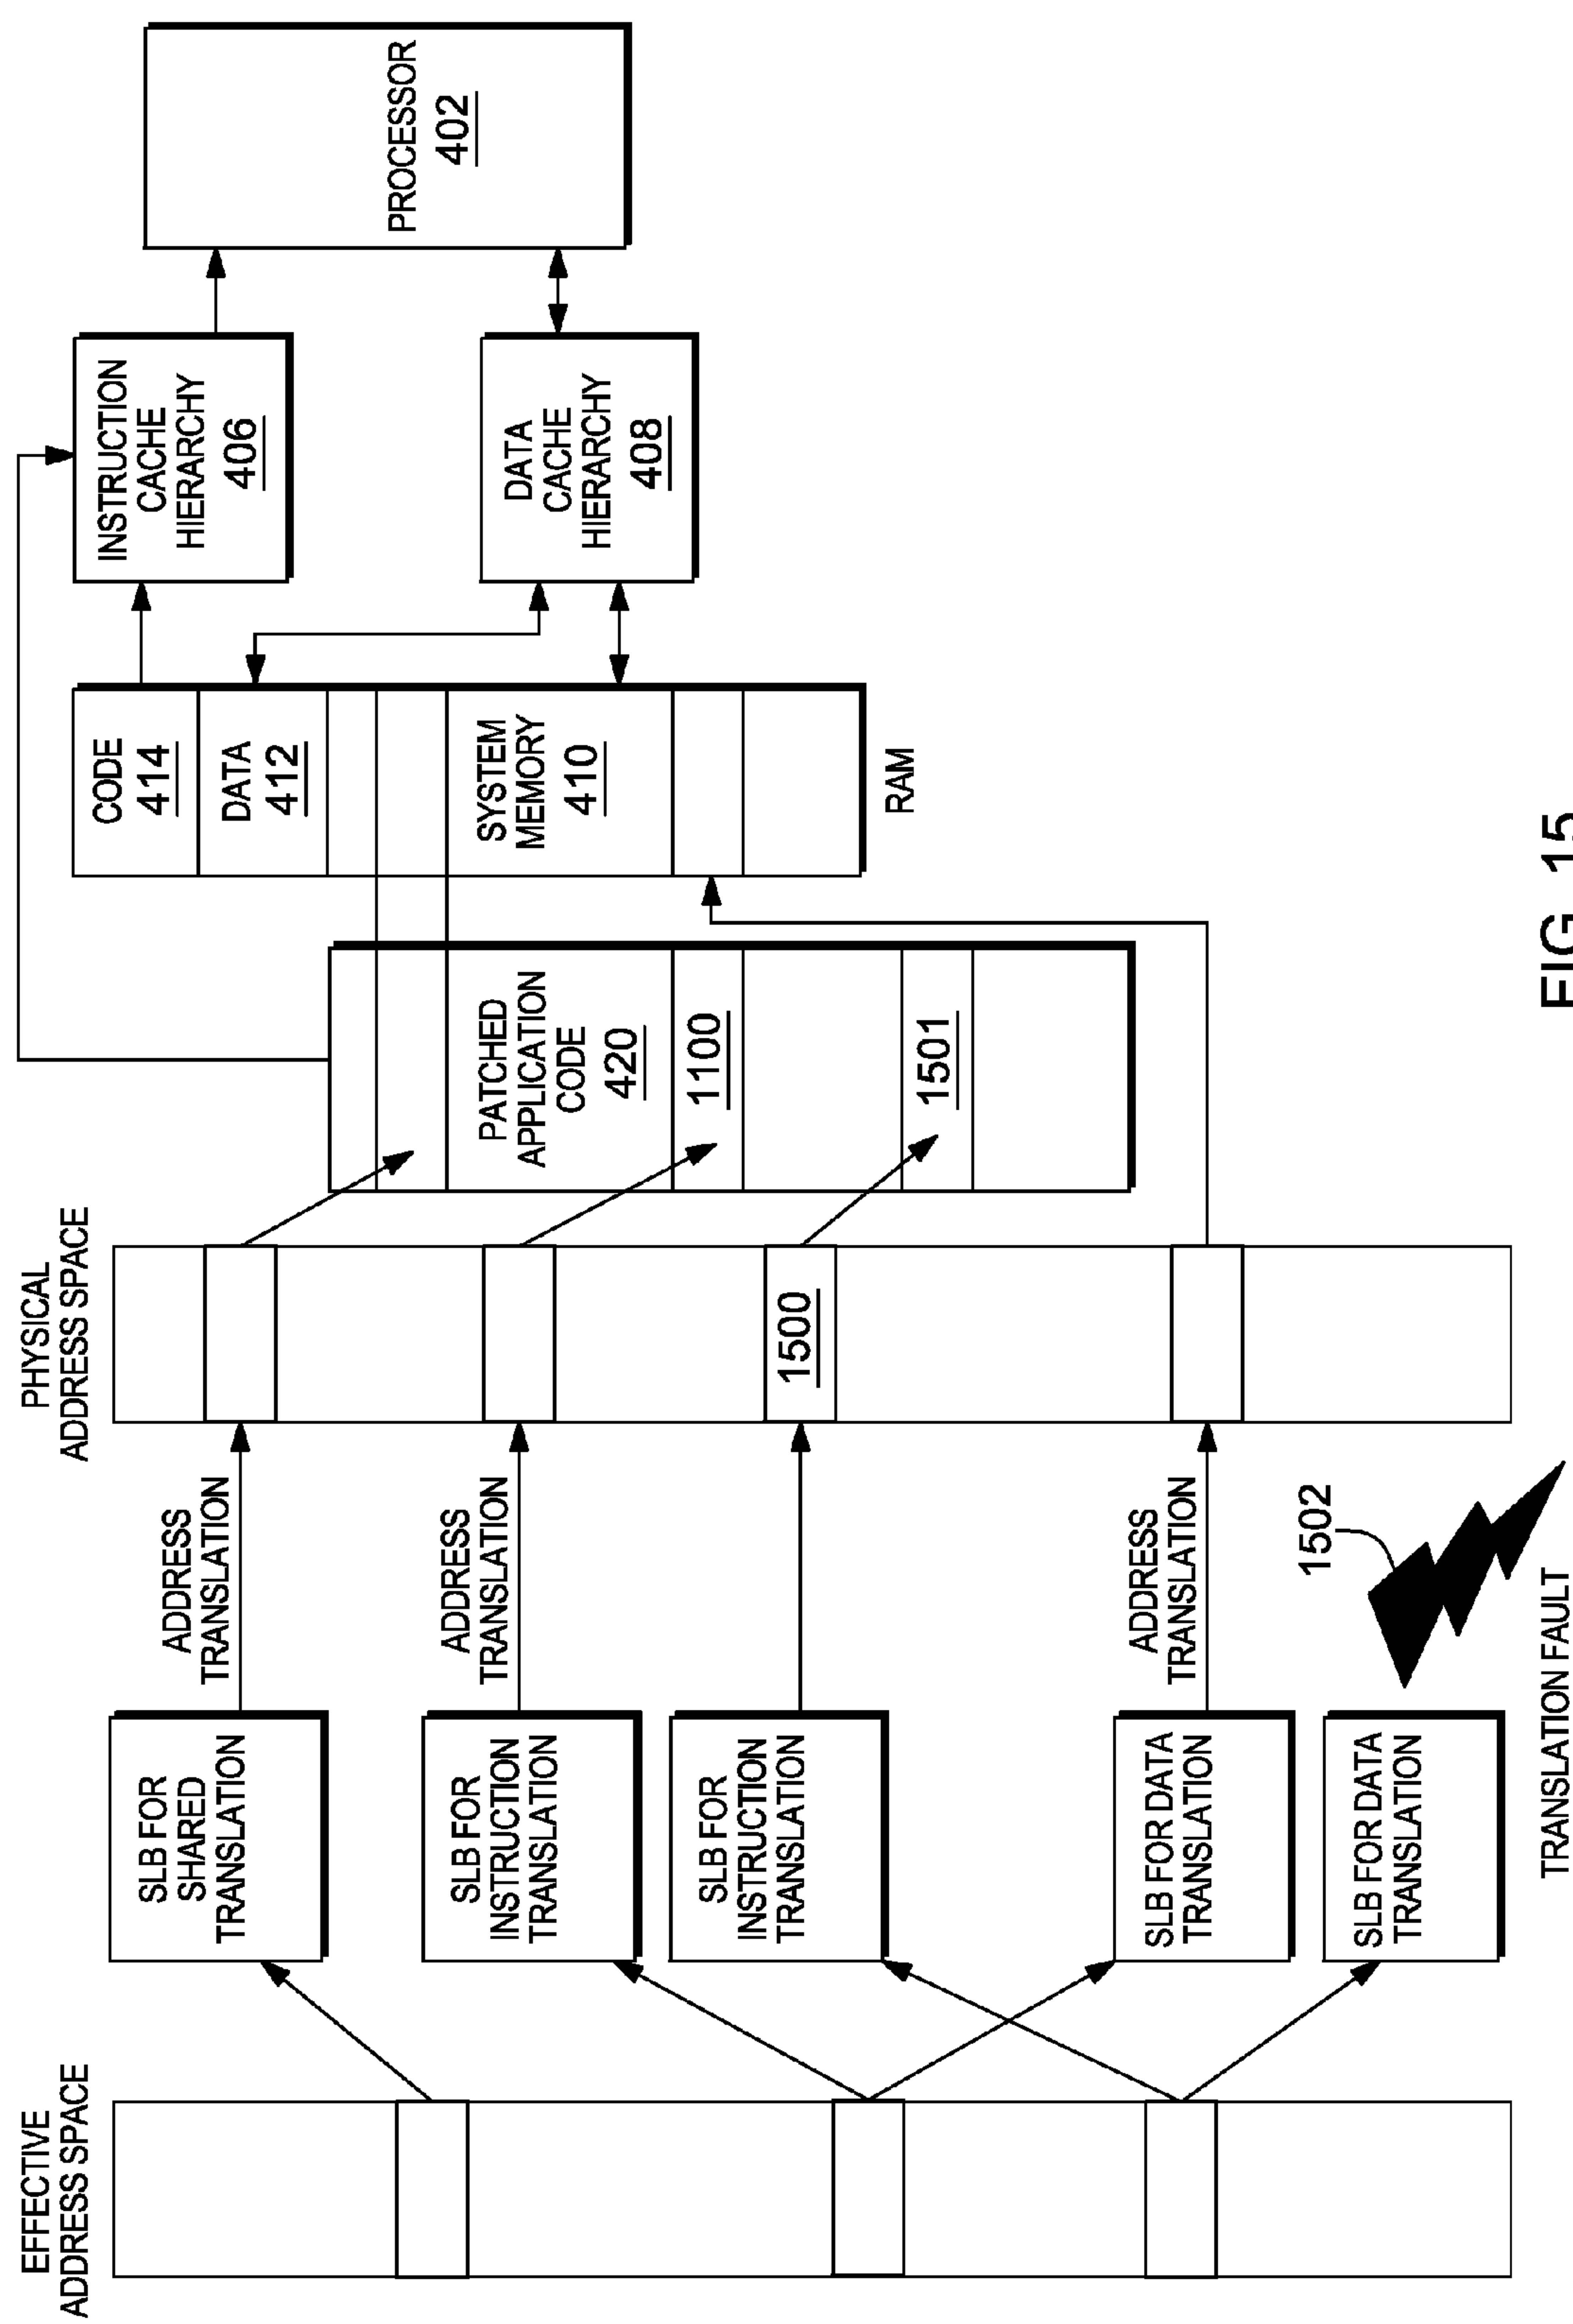 EFFECTIVE
ADDRESS SPACE
SLB FOR
SHARED
TRANSLATION
SLB FOR
INSTRUCTION
TRANSLATION
SLB FOR
INSTRUCTION
TRANSLATION
SLB FOR DATA
TRANSLATION
SLB FOR DATA
TRANSLATION
ADDRESS
TRANSLATION
ADDRESS
TRANSLATION
ADDRESS
TRANSLATION
1502
TRANSLATION FAULT
PHYSICAL
ADDRESS SPACE
1500
PATCHED
APPLICATION
CODE
420
1100
1501
CODE
414
DATA
412
SYSTEM
MEMORY
410
RAM
INSTRUCTION
CACHE
HIERARCHY
406
DATA
CACHE
HIERARCHY
408
PROCESSOR
402
FIG. 15